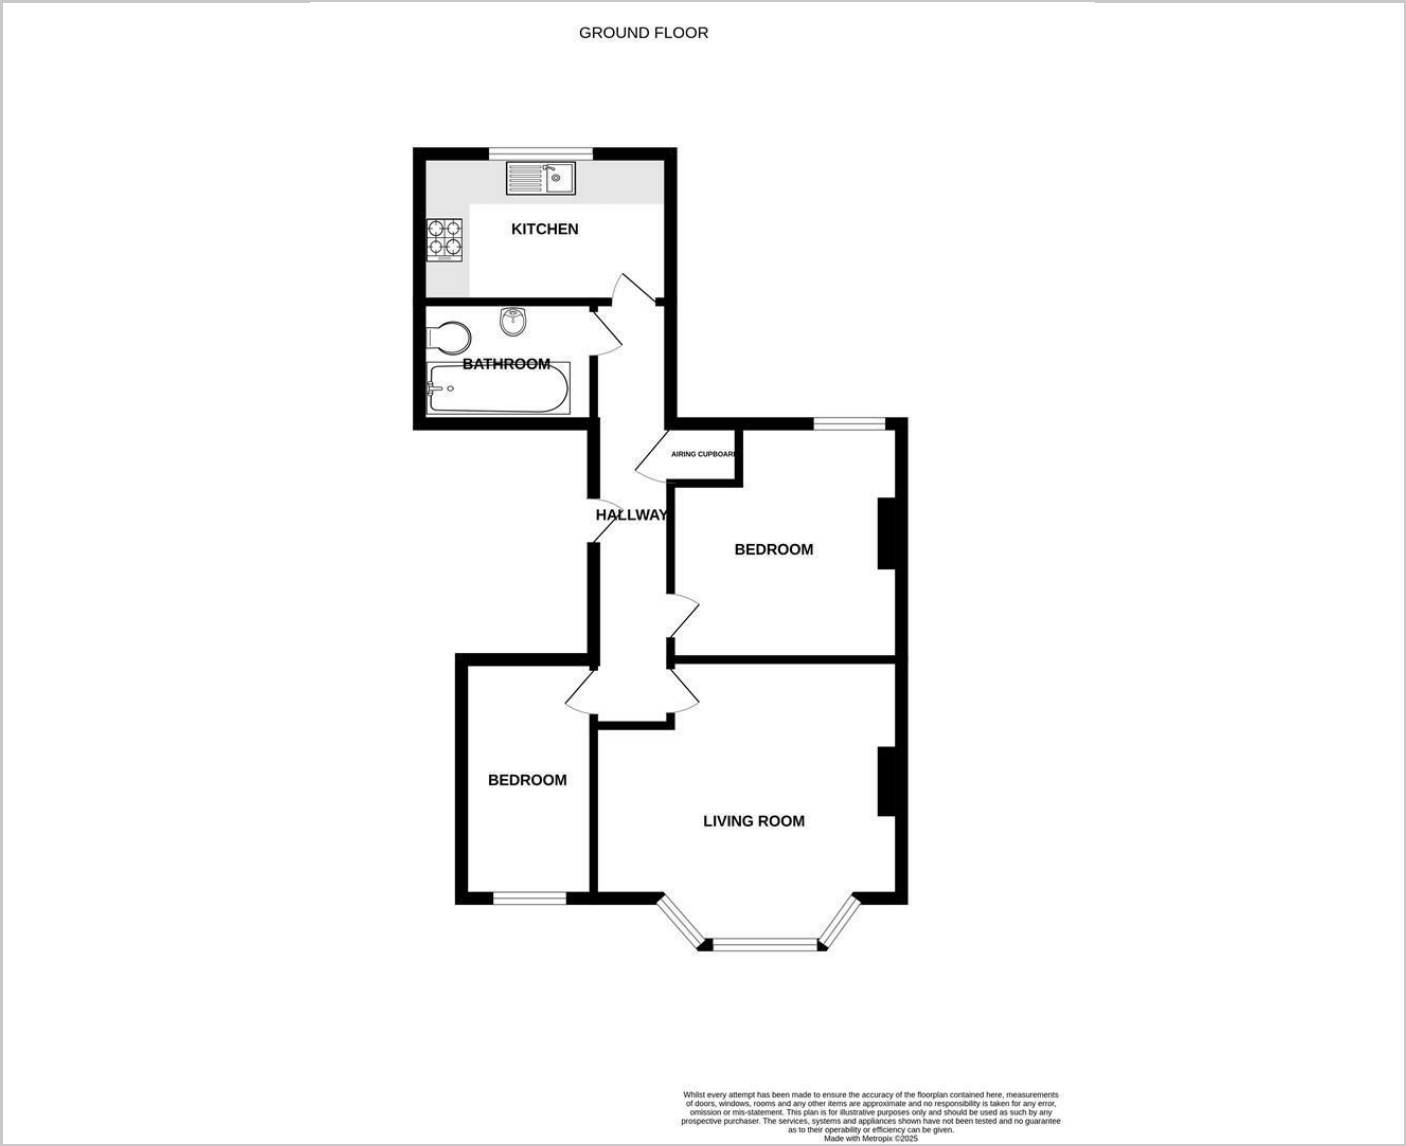 GROUND FLOOR
KITCHEN
BATHROOM
AIRING CUPBOARD
HALLWAY
BEDROOM
BEDROOM
LIVING ROOM
Whilst every attempt has been made to ensure the accuracy of the floorplan contained here, measurements
of doors, windows, rooms and any other items are approximate and no responsibility is taken for any error,
omission or mis-statement. This plan is for illustrative purposes only and should be used as such by any
prospective purchaser. The services, systems and appliances shown have not been tested and no guarantee
as to their operability or efficiency can be given.
Made with Metropix ©2025